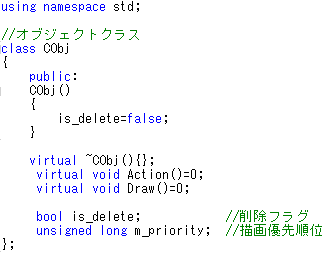 using namespace std;
//オブジェクトクラス
class CObj
{
public:
CObj()
{
is_delete=false;
}
virtual ~CObj(){};
virtual void Action()=0;
virtual void Draw()=0;
bool is_delete; //削除フラグ
unsigned long m_priority; //描画優先順位
};